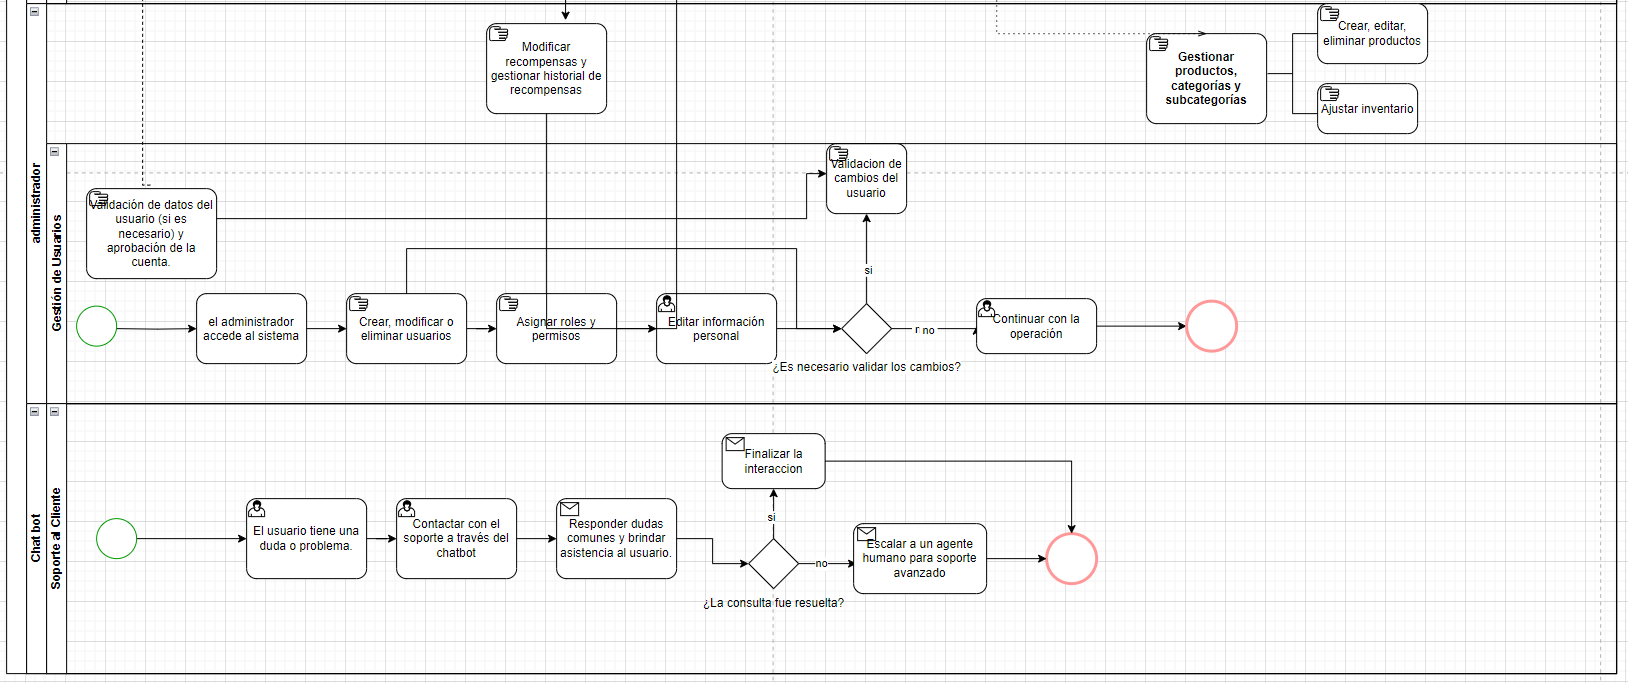 Modificar
recompensas y
gestionar historial de
recompensas
Gestionar
productos,
categorías y
subcategorías
Crear, editar,
eliminar productos
Ajustar inventario
administrador
Gestión de Usuarios
Validación de datos del
usuario (si es
necesario) y
aprobación de la
cuenta.
Validacion de
cambios del
usuario
si
el administrador
accede al sistema
Crear, modificar o
eliminar usuarios
Asignar roles y
permisos
Editar información
personal
¿Es necesario validar los cambios?
no
Continuar con la
operación
Chat bot
Soporte al Cliente
El usuario tiene una
duda o problema.
Contactar con el
soporte a través del
chatbot
Responder dudas
comunes y brindar
asistencia al usuario.
Finalizar la
interaccion
si
¿La consulta fue resuelta?
no
Escalar a un agente
humano para soporte
avanzado